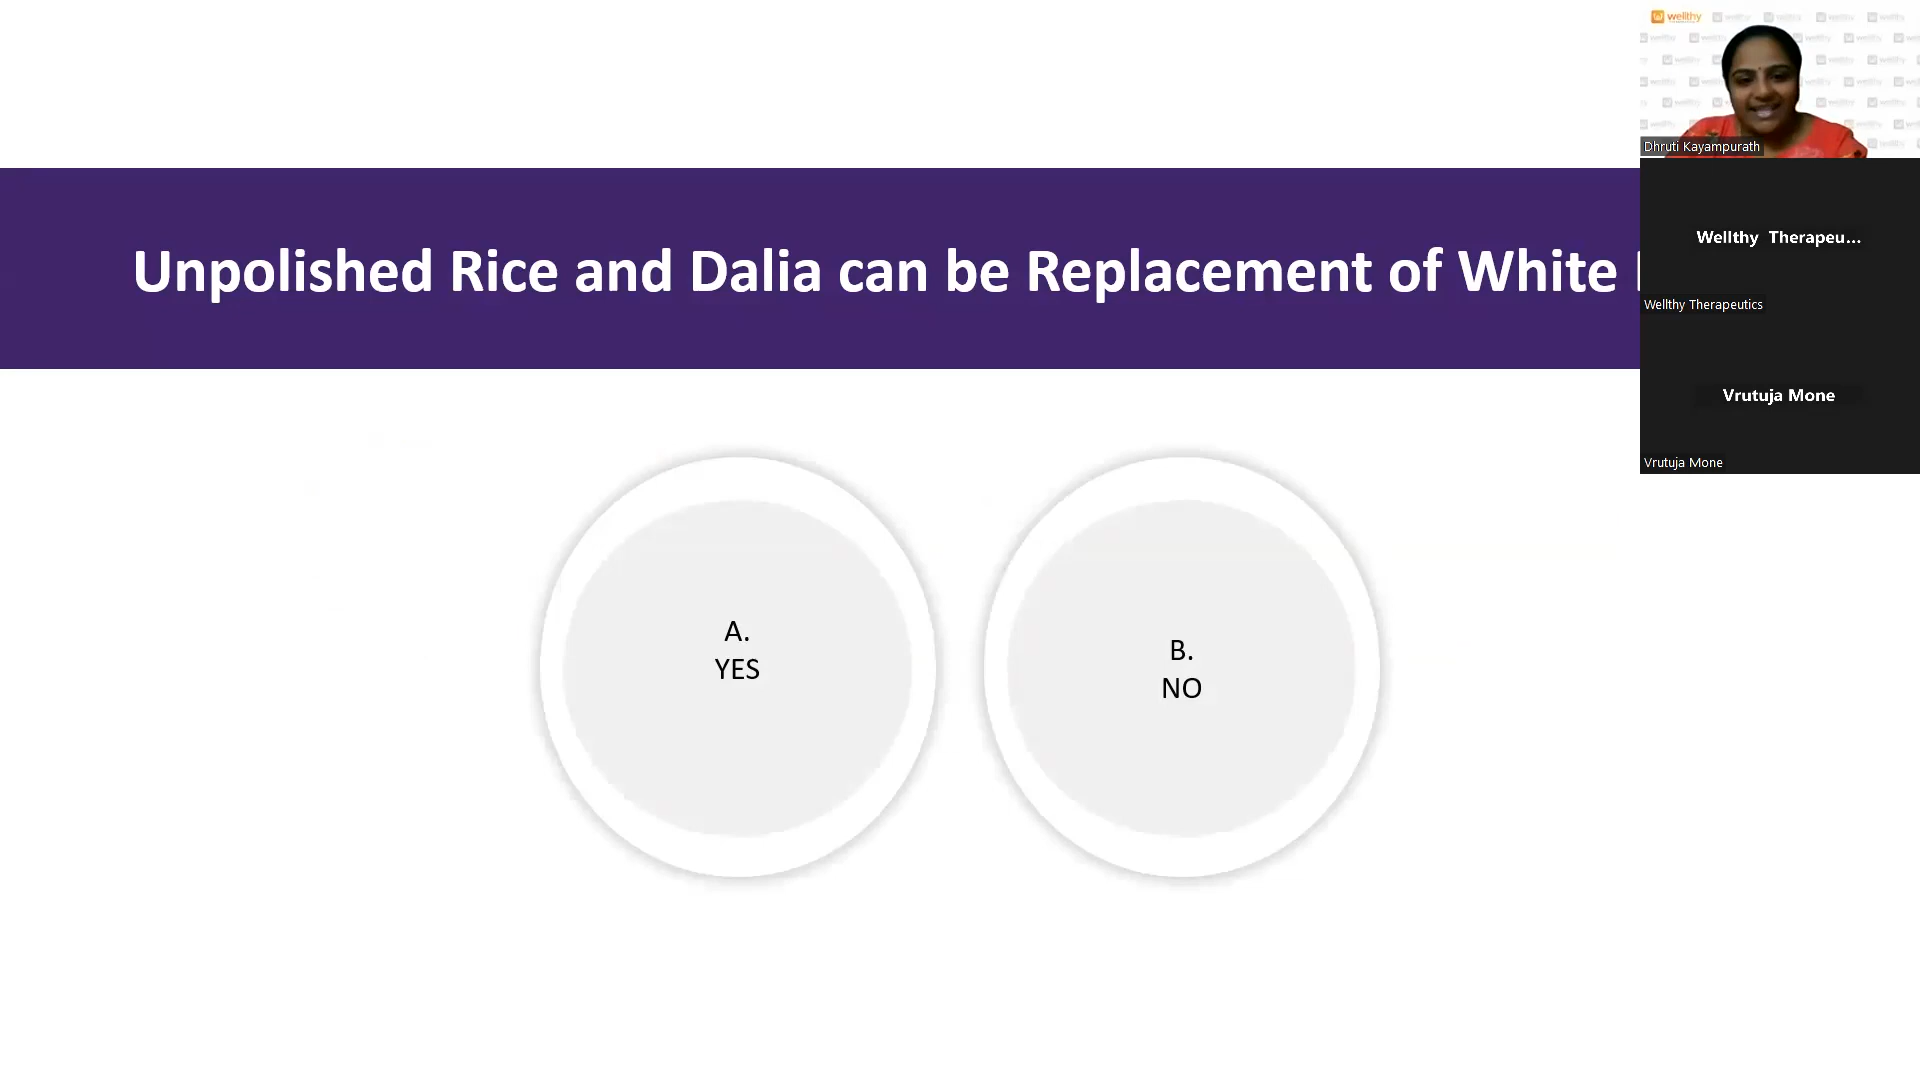 wellthy
Dhruti Kayampurath
Unpolished Rice and Dalia can be Replacement of White
Wellthy Therapeu...
Wellthy Therapeutics
Vrutuja Mone
Vrutuja Mone
A.
YES
B.
NO